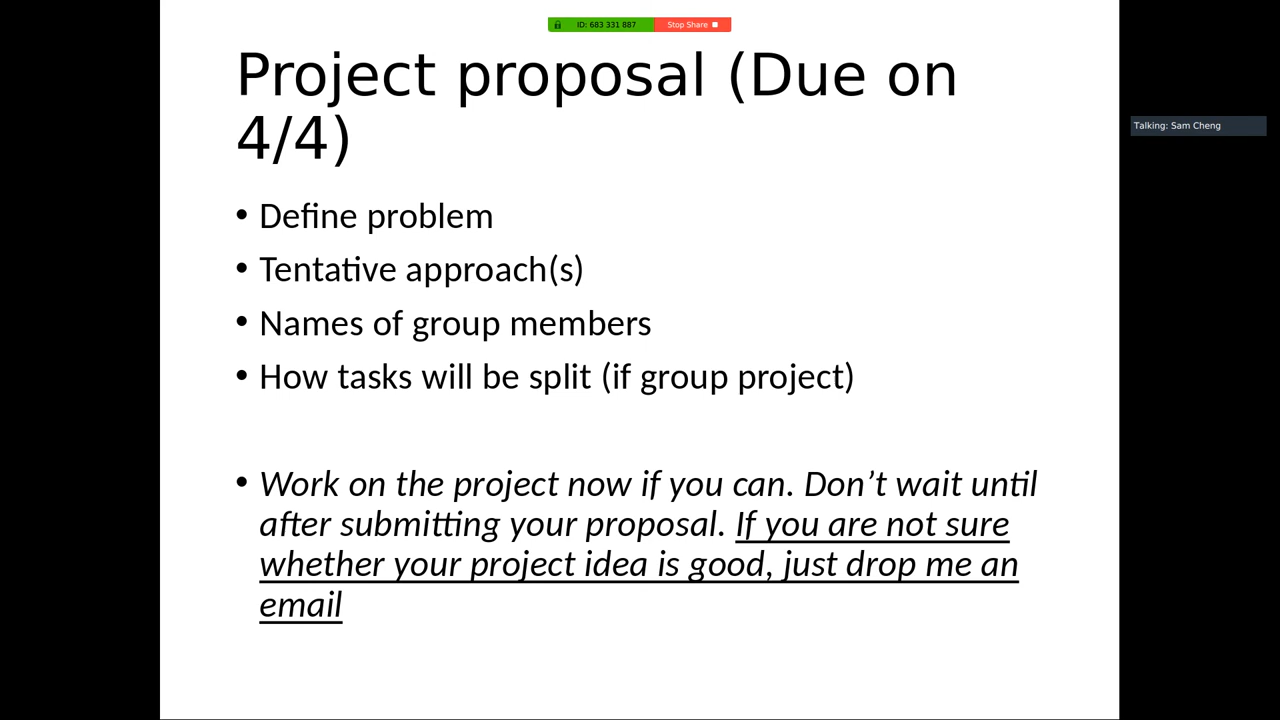 ID: 683 331 887 Stop Share
Project proposal (Due on
4/4)
Talking: Sam Cheng
• Define problem
• Tentative approach(s)
• Names of group members
• How tasks will be split (if group project)
• Work on the project now if you can. Don’t wait until
after submitting your proposal. If you are not sure
whether your project idea is good, just drop me an
email